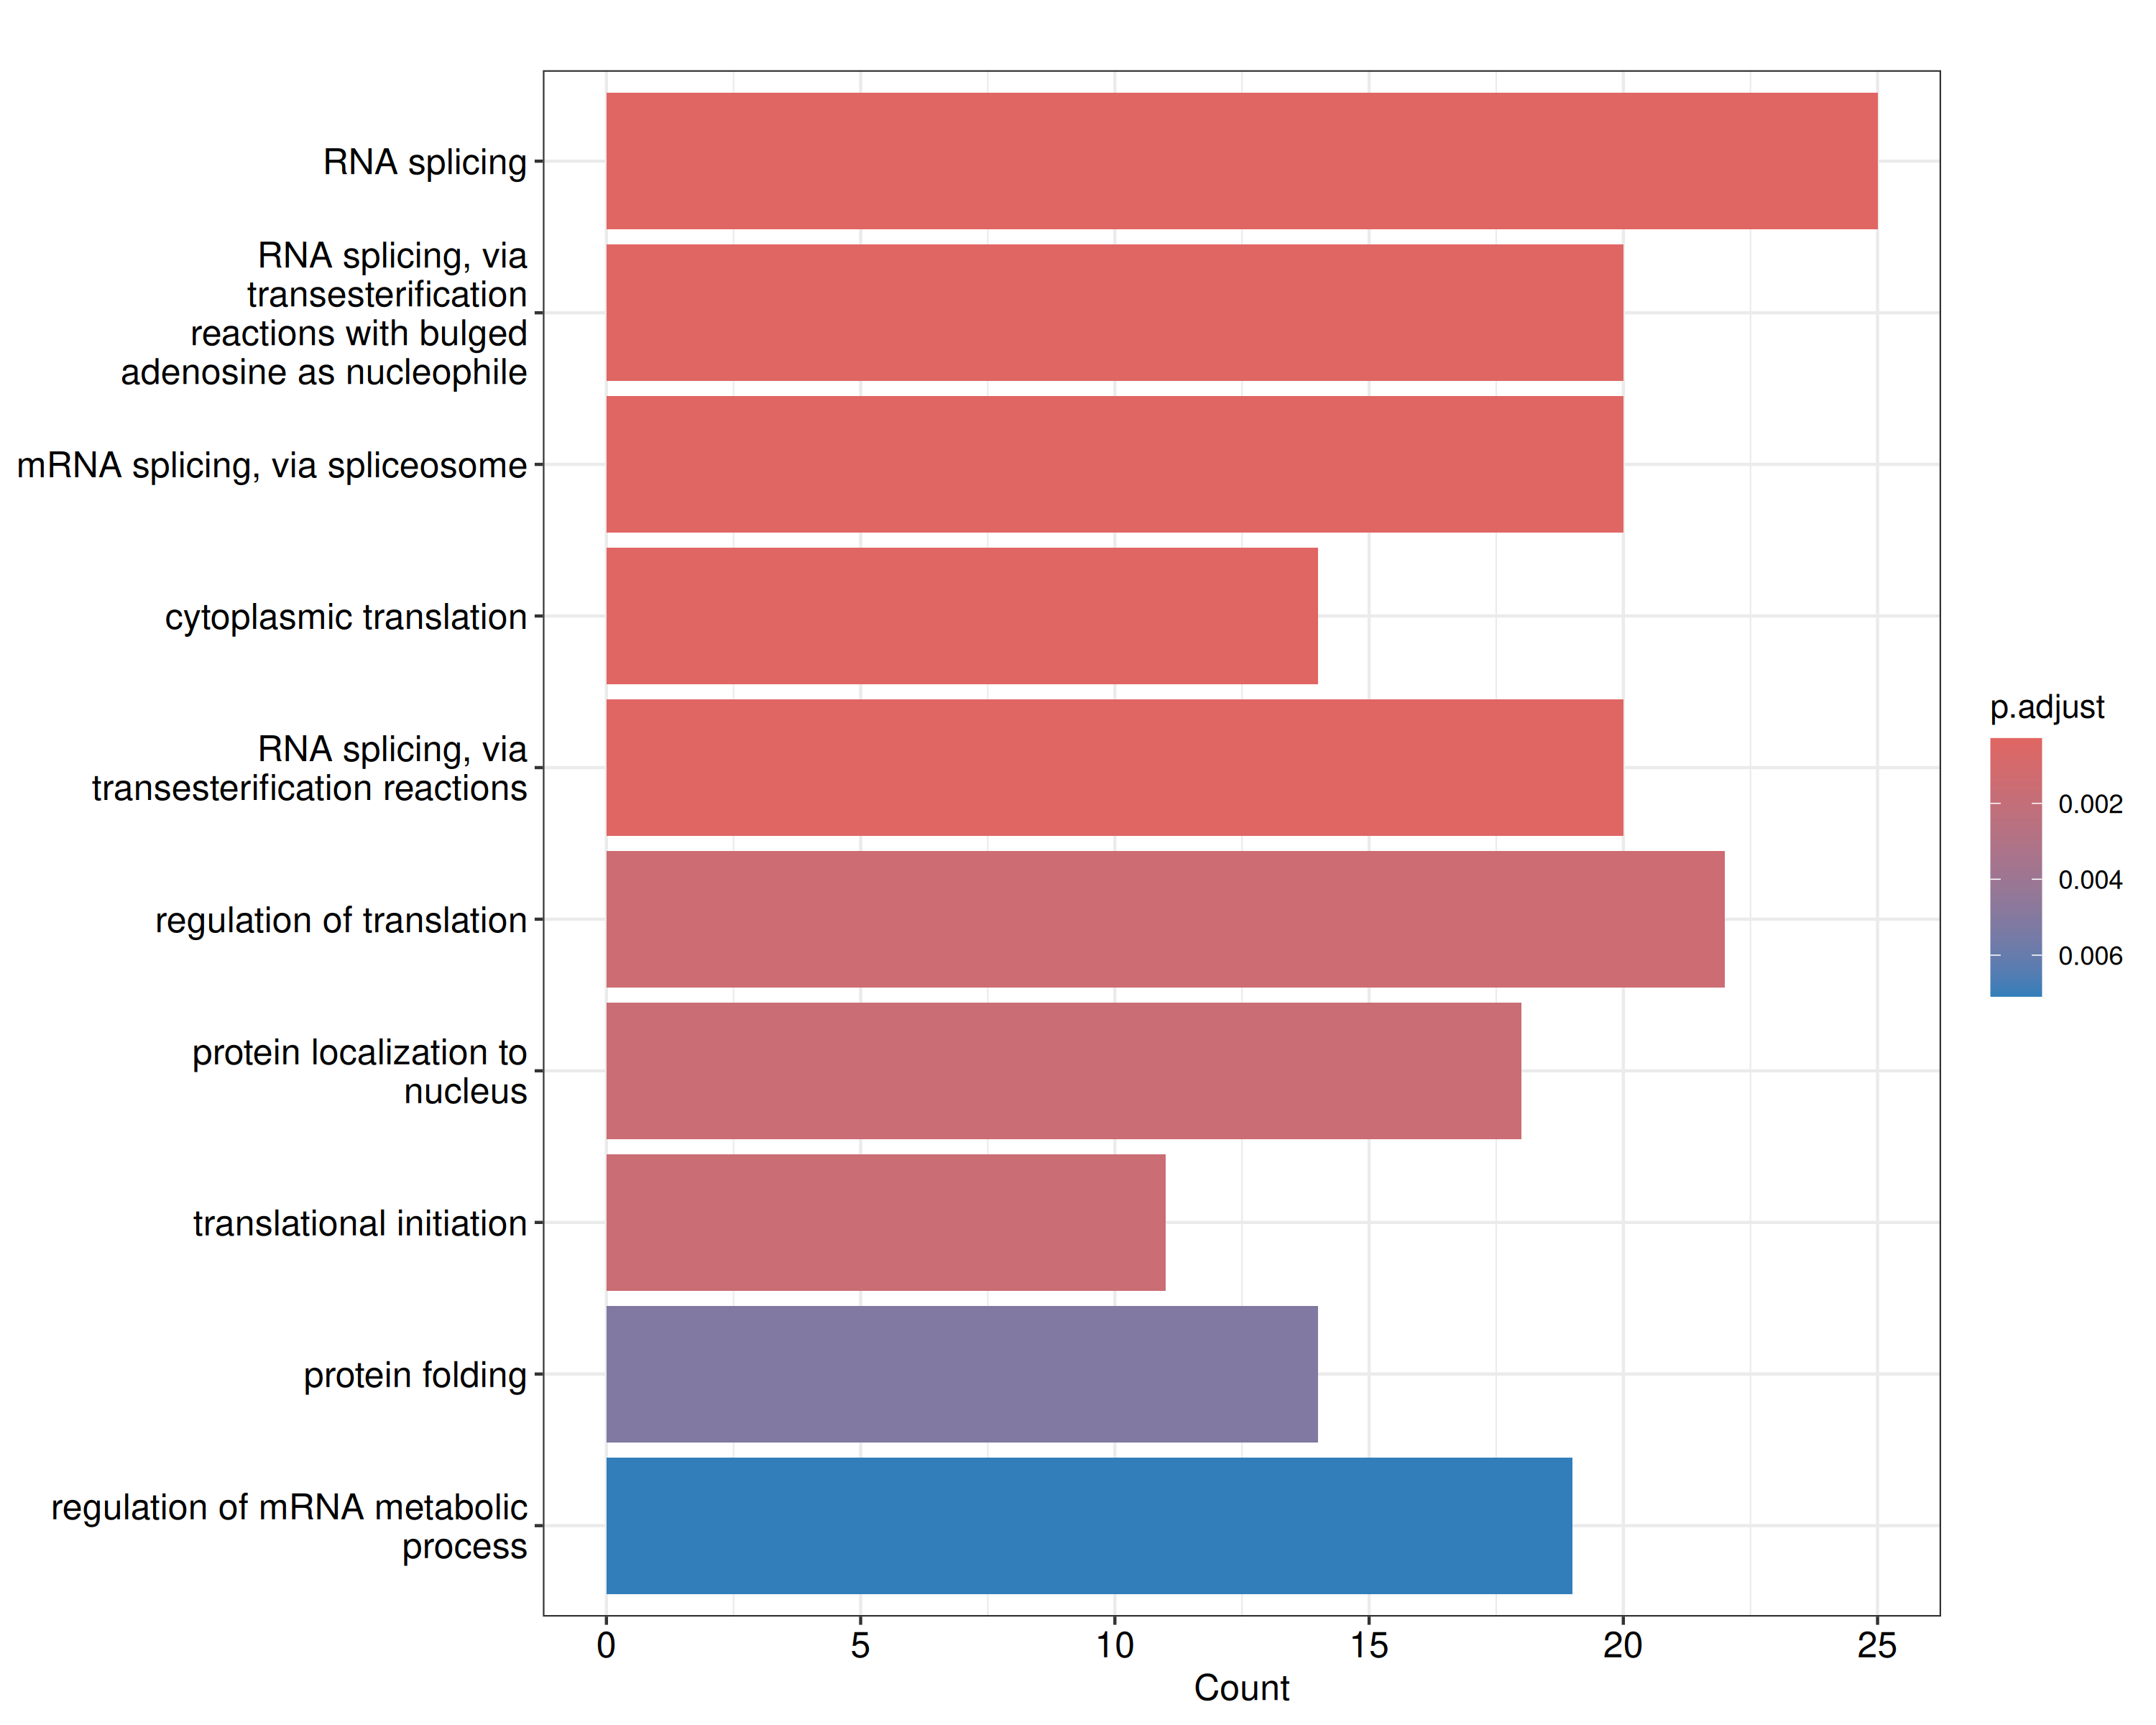 RNA splicing
RNA splicing, via
transesterification
reactions with bulged
adenosine as nucleophile
mRNA splicing, via spliceosome
cytoplasmic translation
RNA splicing, via
transesterification reactions
regulation of translation
protein localization to
nucleus
translational initiation
protein folding
regulation of mRNA metabolic
process
0 5 10 15 20 25
Count
p.adjust
0.002
0.004
0.006